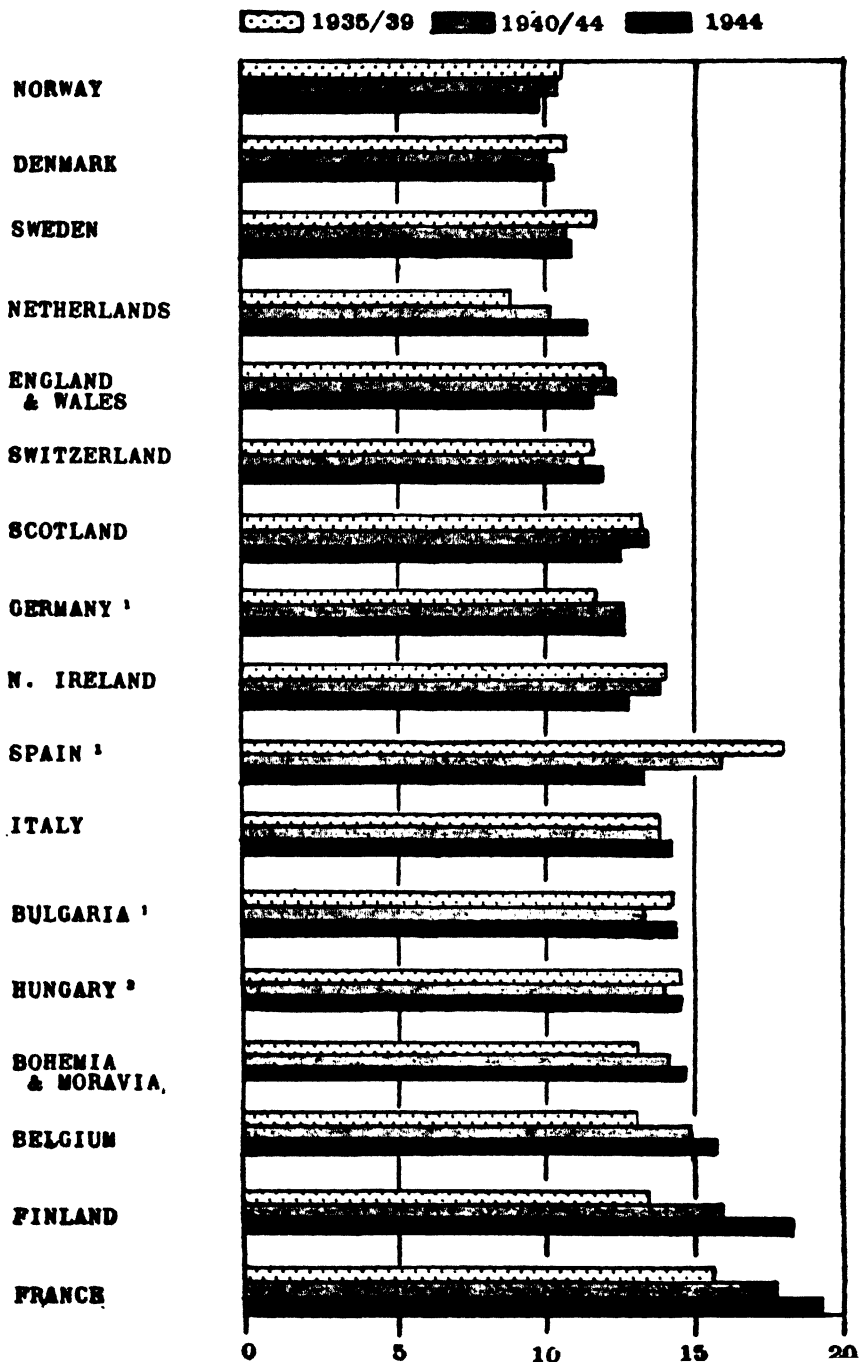 1935/39 1940/44 1944
NORWAY
DENMARK
SWEDEN
NETHERLANDS
ENGLAND
& WALES
SWITZERLAND
SCOTLAND
GERMANY ¹
N. IRELAND
SPAIN ¹
ITALY
BULGARIA ¹
HUNGARY ²
BOHEMIA
& MORAVIA
BELGIUM
FINLAND
FRANCE
0 5 10 15 20